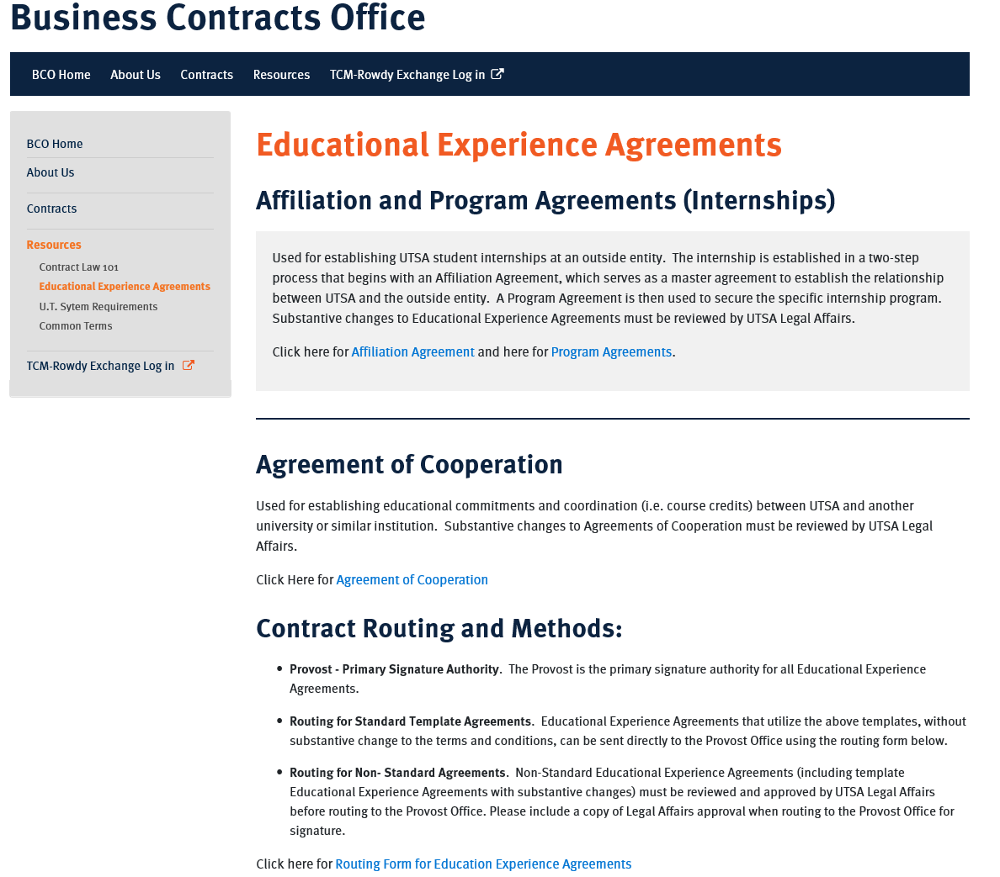 Business Contracts Office
BCO Home About Us Contracts Resources TCM-Rowdy Exchange Log in
BCO Home
About Us
Contracts
Resources
Contract Law 101
Educational Experience Agreements
U.T. Sytem Requirements
Common Terms
TCM-Rowdy Exchange Log in
Educational Experience Agreements
Affiliation and Program Agreements (Internships)
Used for establishing UTSA student internships at an outside entity.  The internship is established in a two-step
process that begins with an Affiliation Agreement, which serves as a master agreement to establish the relationship
between UTSA and the outside entity.  A Program Agreement is then used to secure the specific internship program.
Substantive changes to Educational Experience Agreements must be reviewed by UTSA Legal Affairs.
Click here for Affiliation Agreement and here for Program Agreements.
Agreement of Cooperation
Used for establishing educational commitments and coordination (i.e. course credits) between UTSA and another
university or similar institution.  Substantive changes to Agreements of Cooperation must be reviewed by UTSA Legal
Affairs.
Click Here for Agreement of Cooperation
Contract Routing and Methods:
• Provost - Primary Signature Authority.  The Provost is the primary signature authority for all Educational Experience
Agreements.
• Routing for Standard Template Agreements.  Educational Experience Agreements that utilize the above templates, without
substantive change to the terms and conditions, can be sent directly to the Provost Office using the routing form below.
• Routing for Non- Standard Agreements.  Non-Standard Educational Experience Agreements (including template
Educational Experience Agreements with substantive changes) must be reviewed and approved by UTSA Legal Affairs
before routing to the Provost Office. Please include a copy of Legal Affairs approval when routing to the Provost Office for
signature.
Click here for Routing Form for Education Experience Agreements